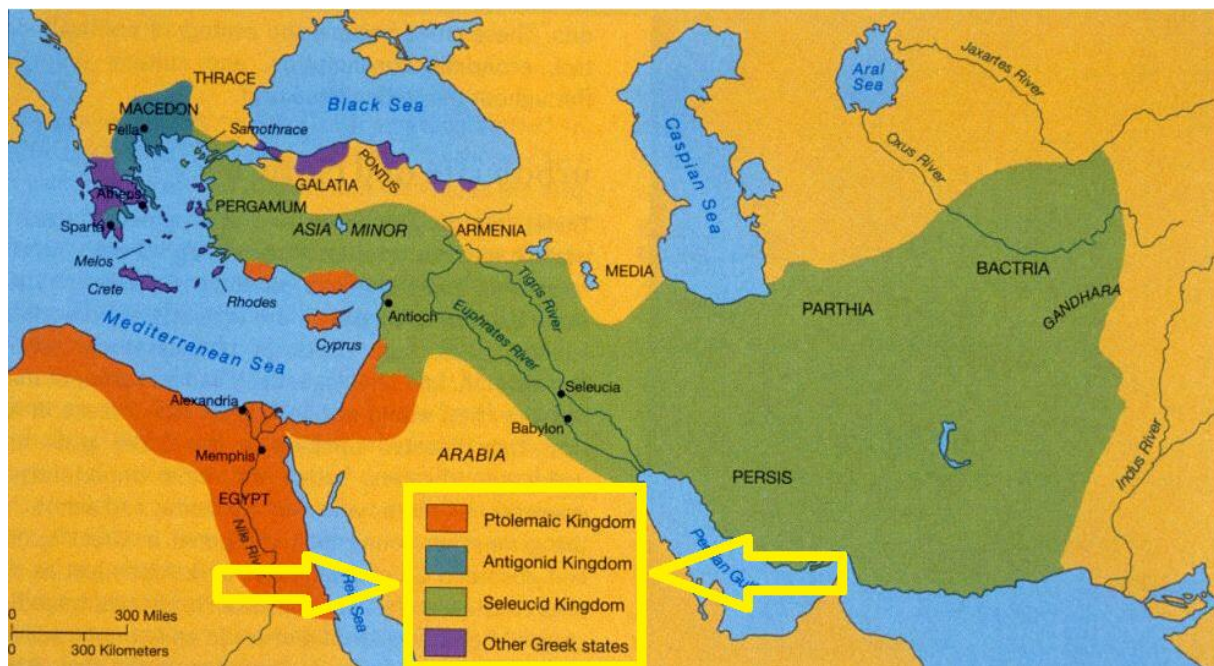 THRACE
MACEDON
Pella
Samothrace
Black Sea
Aral
Sea
Jaxartes River
Oxus River
Caspian Sea
PONTUS
GALATIA
PERGAMUM
Athens
Sparta
ASIA MINOR
ARMENIA
MEDIA
Melos
Crete
Rhodes
Antioch
Cyprus
Tigris River
Euphrates River
PARTHIA
BACTRIA
GANDHARA
Mediterranean Sea
Seleucia
Babylon
Alexandria
Memphis
ARABIA
PERSIS
Indus River
EGYPT
Nile River
Red Sea
Persian Gulf
Ptolemaic Kingdom
Antigonid Kingdom
Seleucid Kingdom
Other Greek states
0 300 Miles
0 300 Kilometers